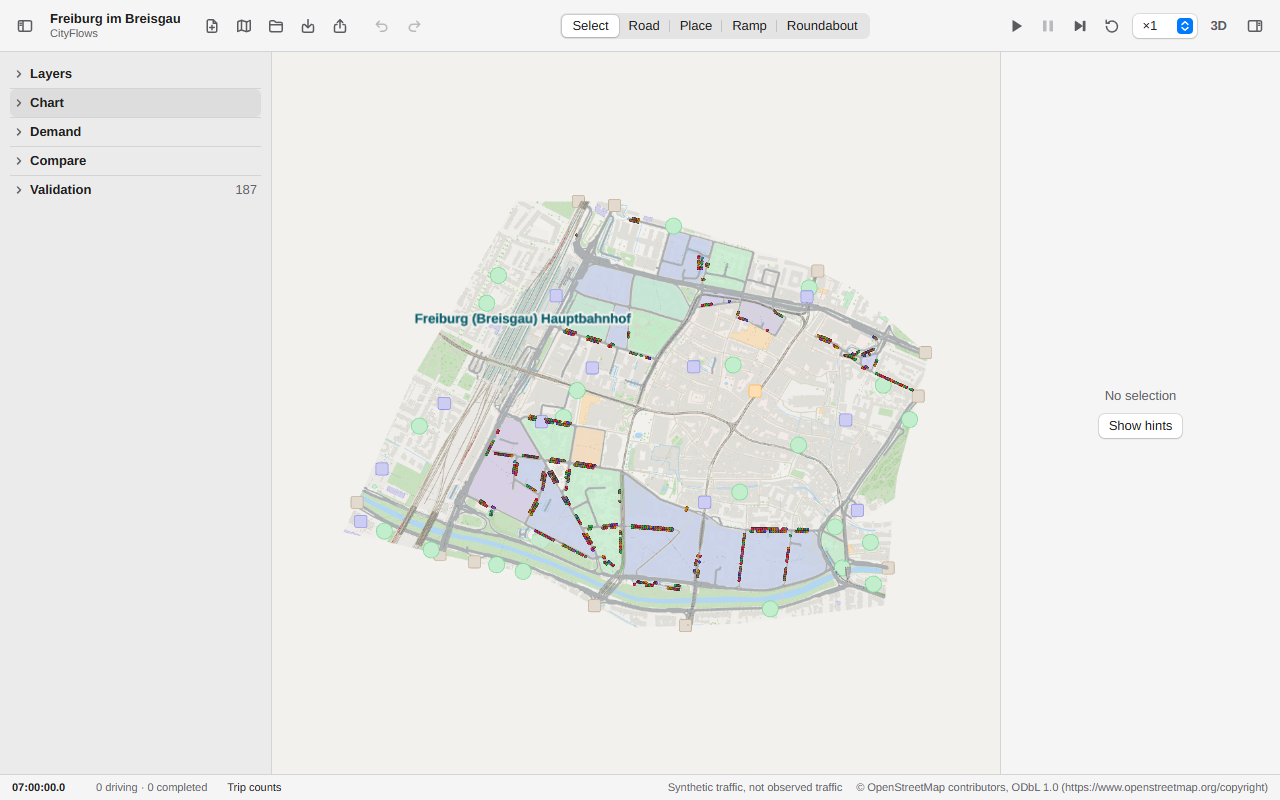 Freiburg im Breisgau
CityFlows
Select
Road
Place
Ramp
Roundabout
×1
3D
Layers
Chart
Demand
Compare
Validation
187
Freiburg (Breisgau) Hauptbahnhof
No selection
Show hints
07:00:00.0
0 driving · 0 completed
Trip counts
Synthetic traffic, not observed traffic
© OpenStreetMap contributors, ODbL 1.0 (https://www.openstreetmap.org/copyright)